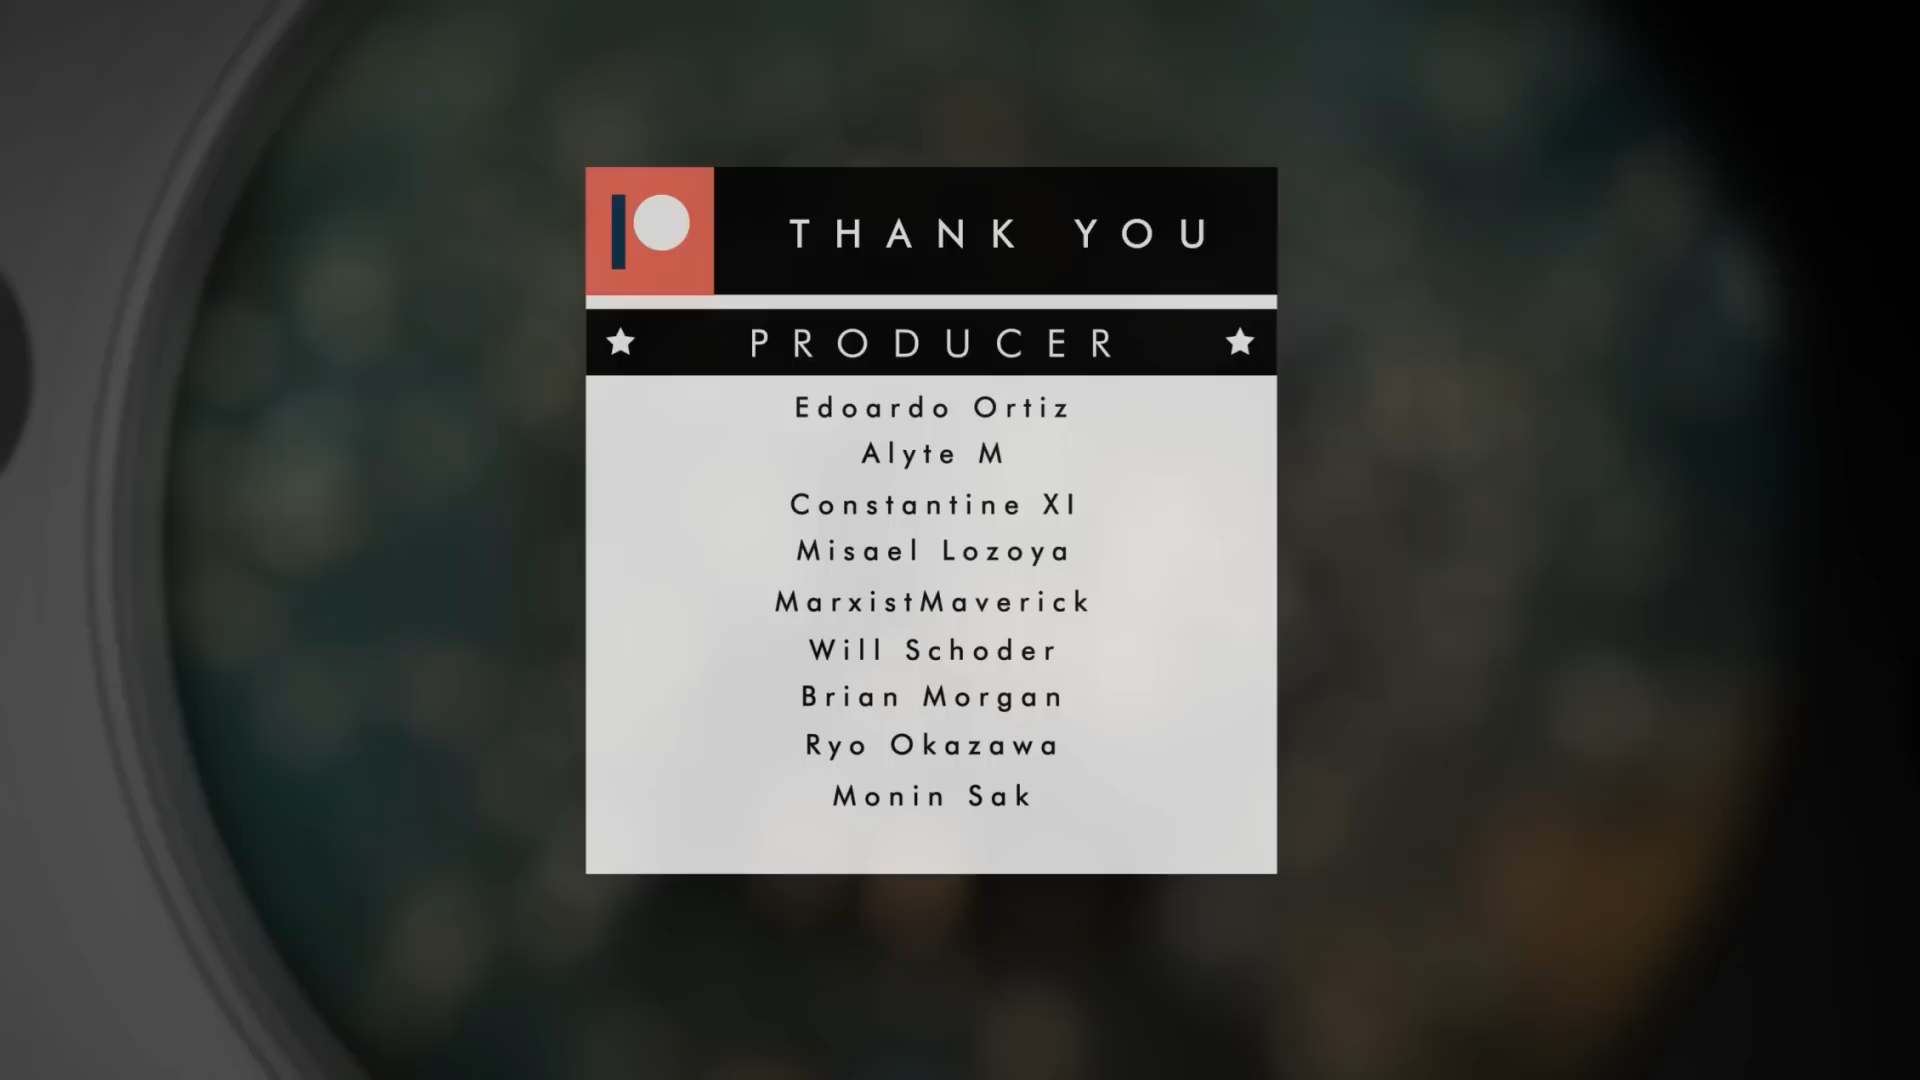 THANK YOU
PRODUCER
Edoardo Ortiz
Alyte M
Constantine XI
Misael Lozoya
MarxistMaverick
Will Schoder
Brian Morgan
Ryo Okazawa
Monin Sak